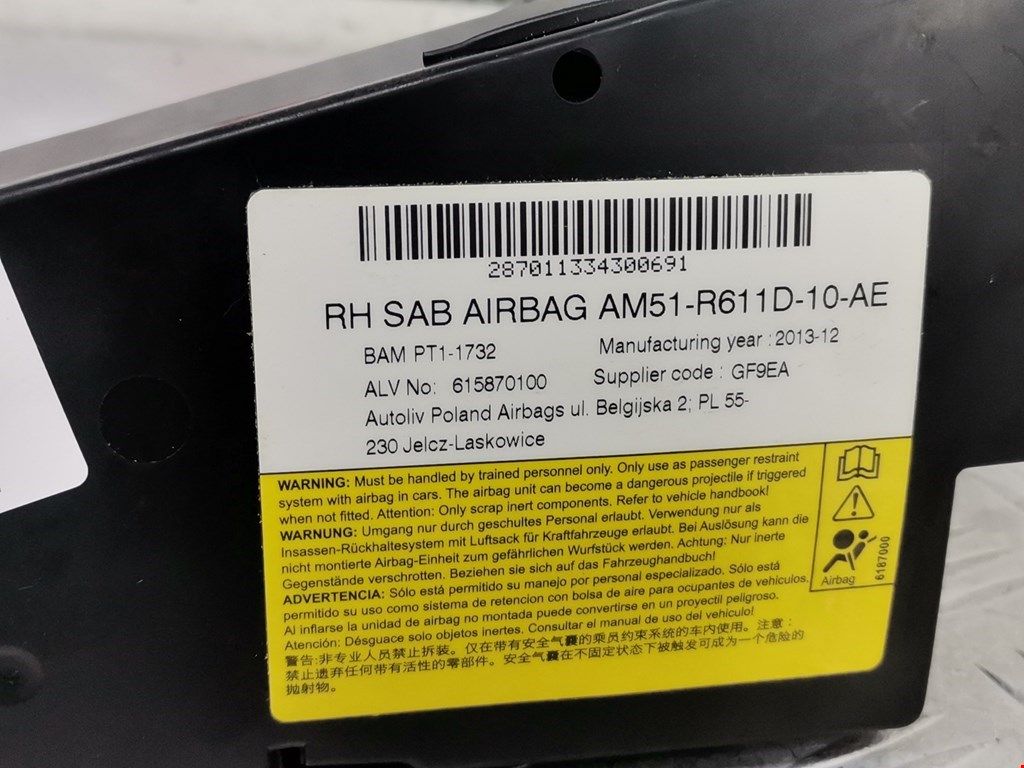 287011334300691
RH SAB AIRBAG AM51-R611D-10-AE
BAM PT1-1732 Manufacturing year : 2013-12
ALV No: 615870100 Supplier code : GF9EA
Autoliv Poland Airbags ul. Belgijska 2; PL 55-
230 Jelcz-Laskowice
WARNING: Must be handled by trained personnel only. Only use as passenger restraint
system with airbag in cars. The airbag unit can become a dangerous projectile if triggered
when not fitted. Attention: Only scrap inert components. Refer to vehicle handbook!
WARNUNG: Umgang nur durch geschultes Personal erlaubt. Verwendung nur als
Insassen-Rückhaltesystem mit Luftsack für Kraftfahrzeuge erlaubt. Bei Auslösung kann die
nicht montierte Airbag-Einheit zum gefährlichen Wurfstück werden. Achtung: Nur inerte
Gegenstände verschrotten. Beziehen sie sich auf das Fahrzeughandbuch!
ADVERTENCIA: Sólo está permitido su manejo por personal especializado. Sólo está
permitido su uso como sistema de retencion con bolsa de aire para ocupantes de vehículos.
Al inflarse la unidad de airbag no montada puede convertirse en un proyectil peligroso.
Atención: Désguace solo objetos inertes. Consultar el manual de uso del vehículo!
警告:非专业人员禁止拆装。仅在带有安全气囊的乘员约束系统的车内使用。注意:
禁止遗弃任何带有活性的零部件。安全气囊在不固定状态下被触发可成为一个危险的
抛射物。
Airbag
6187000